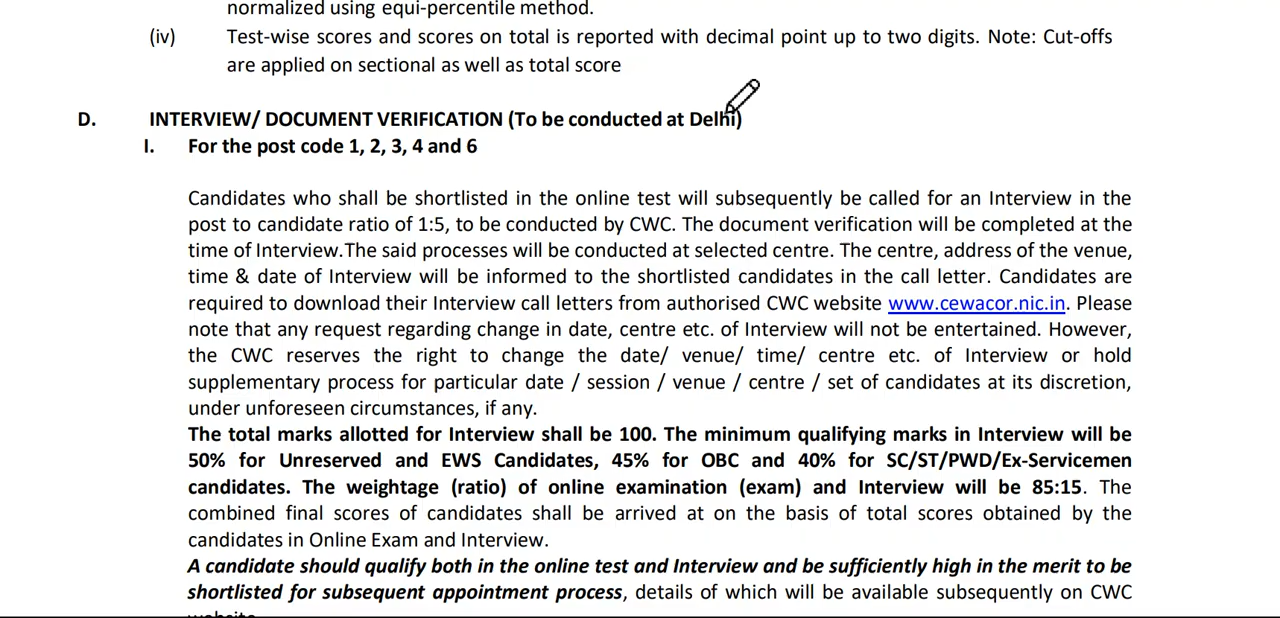 normalized using equi-percentile method.
(iv) Test-wise scores and scores on total is reported with decimal point up to two digits. Note: Cut-offs
are applied on sectional as well as total score
D. INTERVIEW/ DOCUMENT VERIFICATION (To be conducted at Delhi)
I. For the post code 1, 2, 3, 4 and 6
Candidates who shall be shortlisted in the online test will subsequently be called for an Interview in the
post to candidate ratio of 1:5, to be conducted by CWC. The document verification will be completed at the
time of Interview.The said processes will be conducted at selected centre. The centre, address of the venue,
time & date of Interview will be informed to the shortlisted candidates in the call letter. Candidates are
required to download their Interview call letters from authorised CWC website www.cewacor.nic.in. Please
note that any request regarding change in date, centre etc. of Interview will not be entertained. However,
the CWC reserves the right to change the date/ venue/ time/ centre etc. of Interview or hold
supplementary process for particular date / session / venue / centre / set of candidates at its discretion,
under unforeseen circumstances, if any.
The total marks allotted for Interview shall be 100. The minimum qualifying marks in Interview will be
50% for Unreserved and EWS Candidates, 45% for OBC and 40% for SC/ST/PWD/Ex-Servicemen
candidates. The weightage (ratio) of online examination (exam) and Interview will be 85:15. The
combined final scores of candidates shall be arrived at on the basis of total scores obtained by the
candidates in Online Exam and Interview.
A candidate should qualify both in the online test and Interview and be sufficiently high in the merit to be
shortlisted for subsequent appointment process, details of which will be available subsequently on CWC